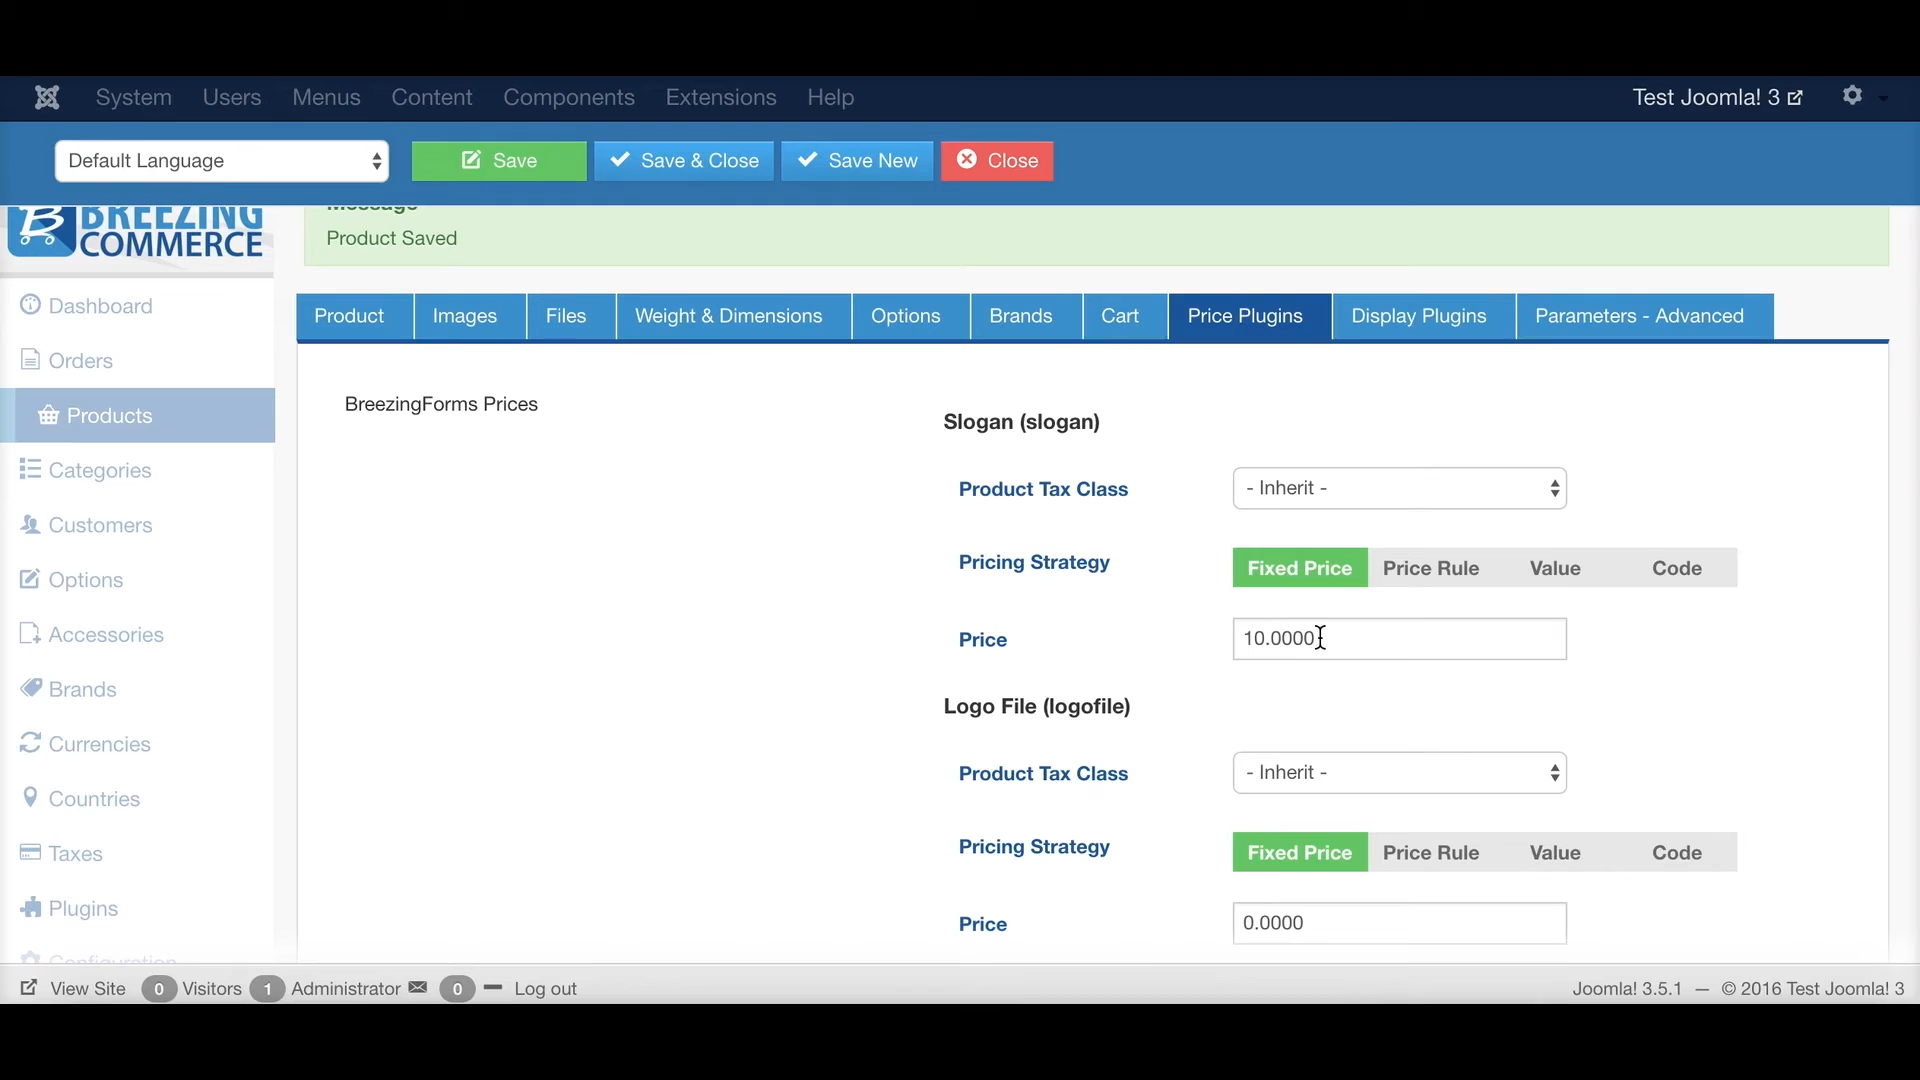 System Users Menus Content Components Extensions Help Test Joomla! 3
Default Language Save Save & Close Save New Close
BREEZING
COMMERCE
Message
Product Saved
Product Images Files Weight & Dimensions Options Brands Cart Price Plugins Display Plugins Parameters - Advanced
Dashboard
Orders
Products
Categories
Customers
Options
Accessories
Brands
Currencies
Countries
Taxes
Plugins
Configuration
BreezingForms Prices
Slogan (slogan)
Product Tax Class - Inherit -
Pricing Strategy Fixed Price Price Rule Value Code
Price 10.0000
Logo File (logofile)
Product Tax Class - Inherit -
Pricing Strategy Fixed Price Price Rule Value Code
Price 0.0000
View Site 0 Visitors 1 Administrator 0 Log out Joomla! 3.5.1 — © 2016 Test Joomla! 3